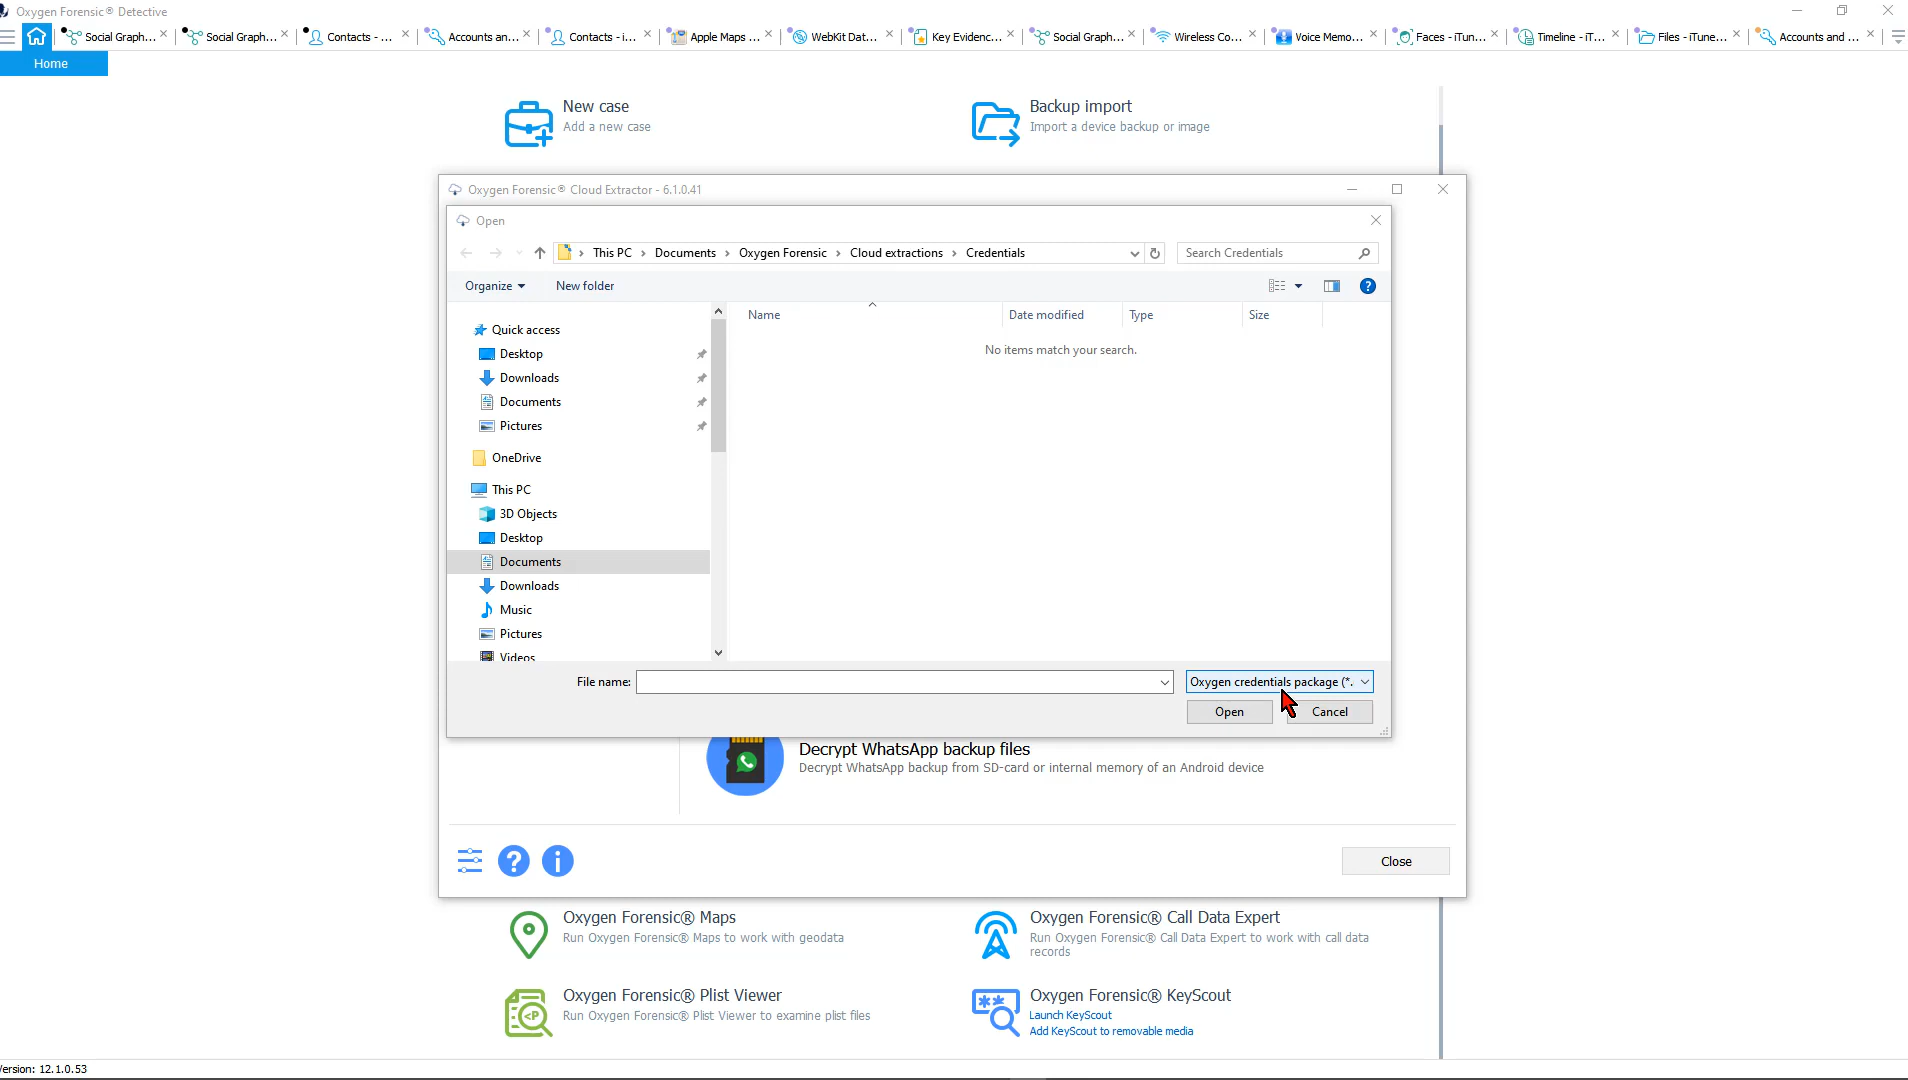 Oxygen Forensic® Detective
Social Graph...
Social Graph...
Contacts - ...
Accounts an...
Contacts - i...
Apple Maps ...
WebKit Dat...
Key Evidenc...
Social Graph...
Wireless Co...
Voice Memo...
Faces - iTun...
Timeline - iT...
Files - iTune...
Accounts and ...
Home
New case
Add a new case
Backup import
Import a device backup or image
Oxygen Forensic® Cloud Extractor - 6.1.0.41
Open
This PC › Documents › Oxygen Forensic › Cloud extractions › Credentials
Search Credentials
Organize
New folder
Name
Date modified
Type
Size
No items match your search.
Quick access
Desktop
Downloads
Documents
Pictures
OneDrive
This PC
3D Objects
Desktop
Documents
Downloads
Music
Pictures
Videos
File name:
Oxygen credentials package (*.
Open
Cancel
Decrypt WhatsApp backup files
Decrypt WhatsApp backup from SD-card or internal memory of an Android device
Close
Oxygen Forensic® Maps
Run Oxygen Forensic® Maps to work with geodata
Oxygen Forensic® Call Data Expert
Run Oxygen Forensic® Call Data Expert to work with call data
records
Oxygen Forensic® Plist Viewer
Run Oxygen Forensic® Plist Viewer to examine plist files
Oxygen Forensic® KeyScout
Launch KeyScout
Add KeyScout to removable media
ersion: 12.1.0.53